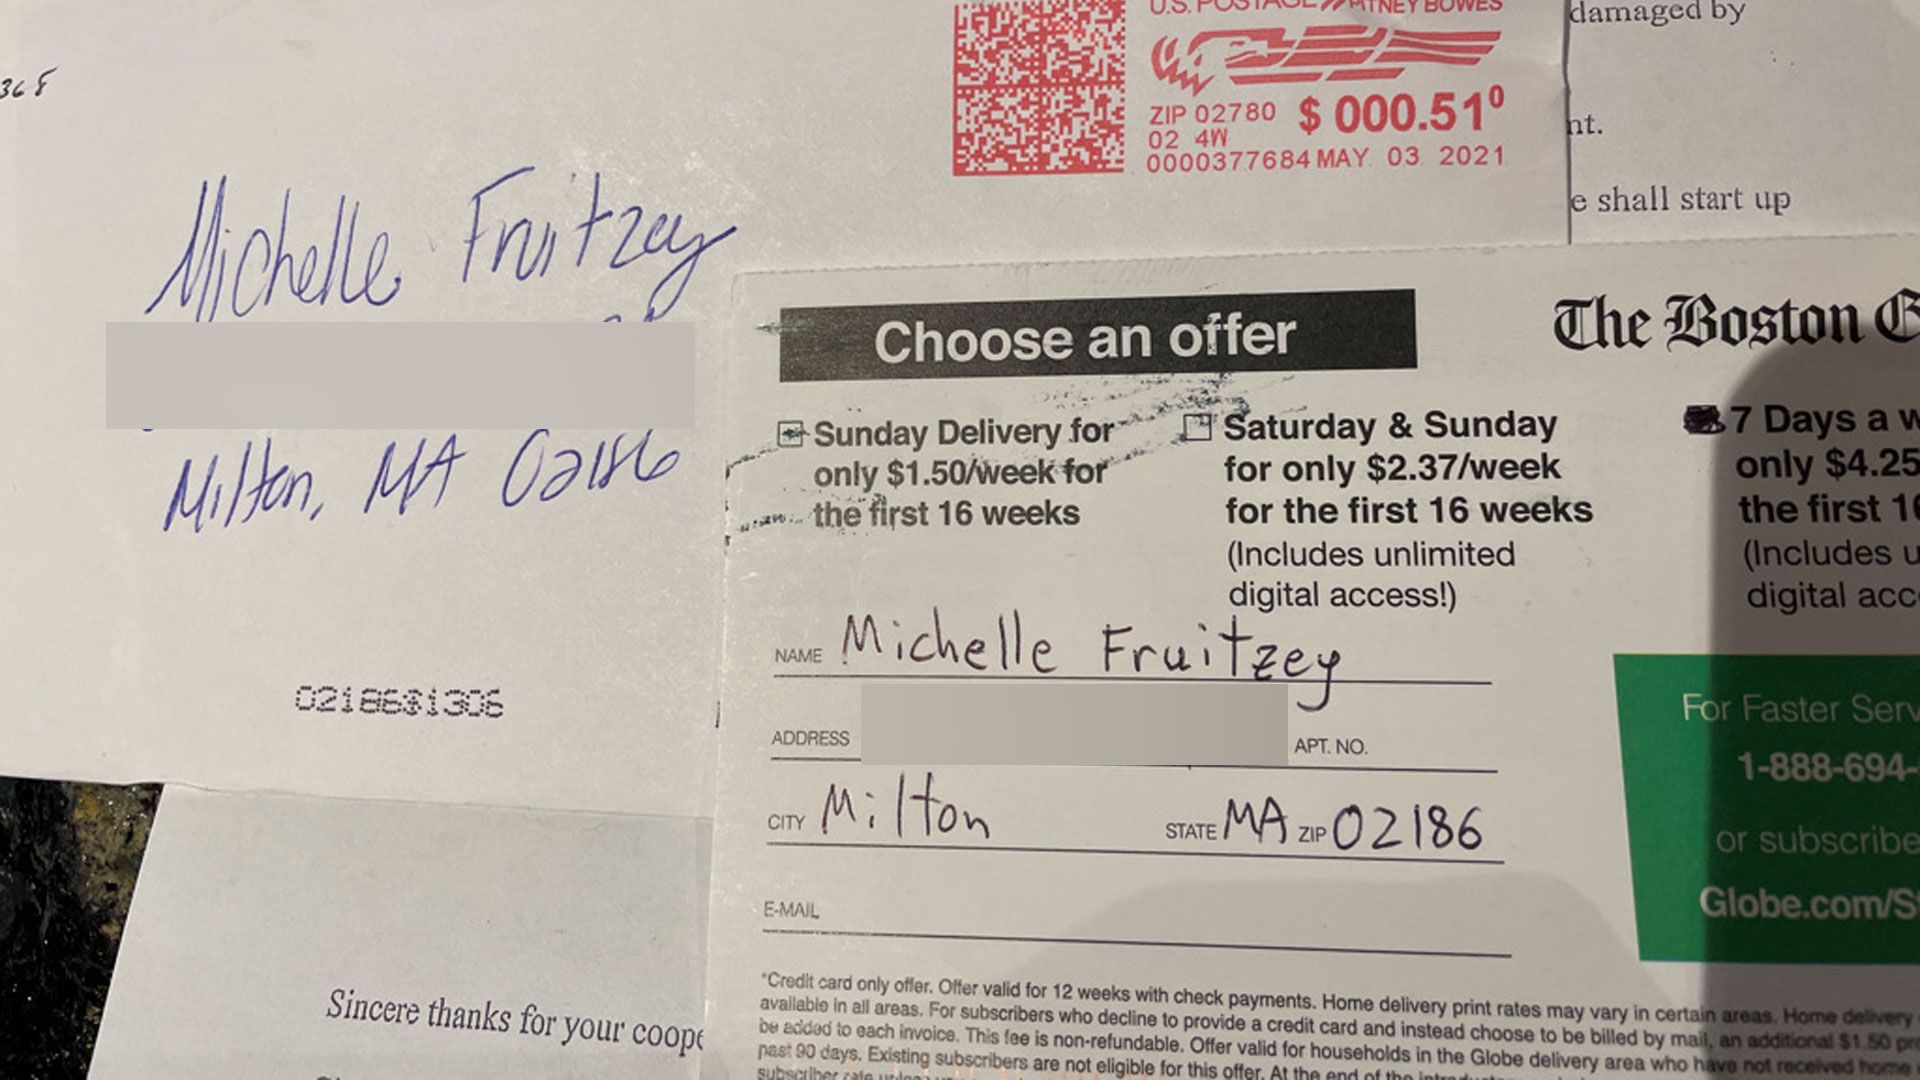 368
U.S. POSTAGE PITNEY BOWES
ZIP 02780 $ 000.51⁰
02 4W
0000377684 MAY. 03 2021
damaged by
nt.
e shall start up
Michelle Fruitzey
Milton, MA 02186
02186$1306
Sincere thanks for your coope
Choose an offer
The Boston G
Sunday Delivery for
only $1.50/week for
the first 16 weeks
Saturday & Sunday
for only $2.37/week
for the first 16 weeks
(Includes unlimited
digital access!)
7 Days a w
only $4.25
the first 16
(Includes u
digital acc
NAME Michelle Fruitzey
ADDRESS APT. NO.
CITY Milton STATE MA ZIP 02186
E-MAIL
For Faster Serv
1-888-694-
or subscribe
Globe.com/S
*Credit card only offer. Offer valid for 12 weeks with check payments. Home delivery print rates may vary in certain areas. Home delivery
available in all areas. For subscribers who decline to provide a credit card and instead choose to be billed by mail, an additional $1.50 pr
be added to each invoice. This fee is non-refundable. Offer valid for households in the Globe delivery area who have not received home
past 90 days. Existing subscribers are not eligible for this offer. At the end of the